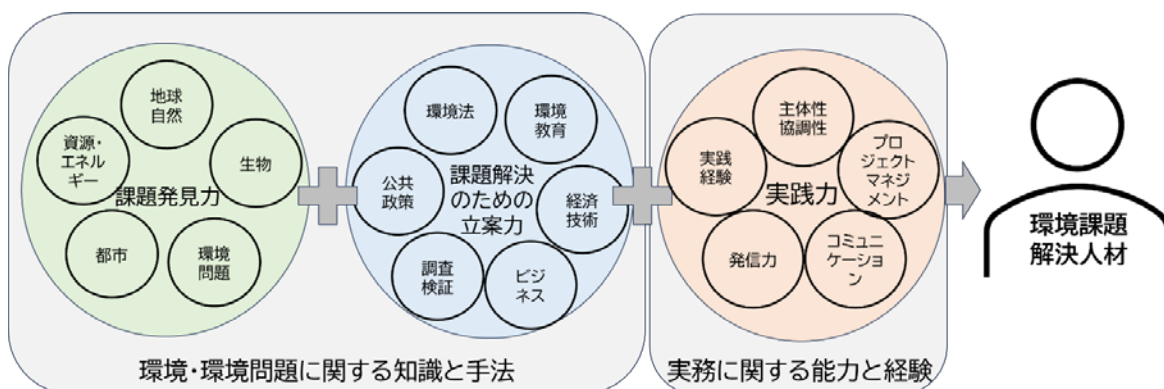 地球
自然
資源・
エネル
ギー
生物
課題発見力
都市
環境
問題
環境法
環境
教育
公共
政策
課題解決
のための
立案力
経済
技術
調査
検証
ビジ
ネス
主体性
協調性
実践
経験
プロ
ジェクト
マネジ
メント
実践力
発信力
コミュニ
ケーショ
ン
環境課題
解決人材
環境・環境問題に関する知識と手法
実務に関する能力と経験